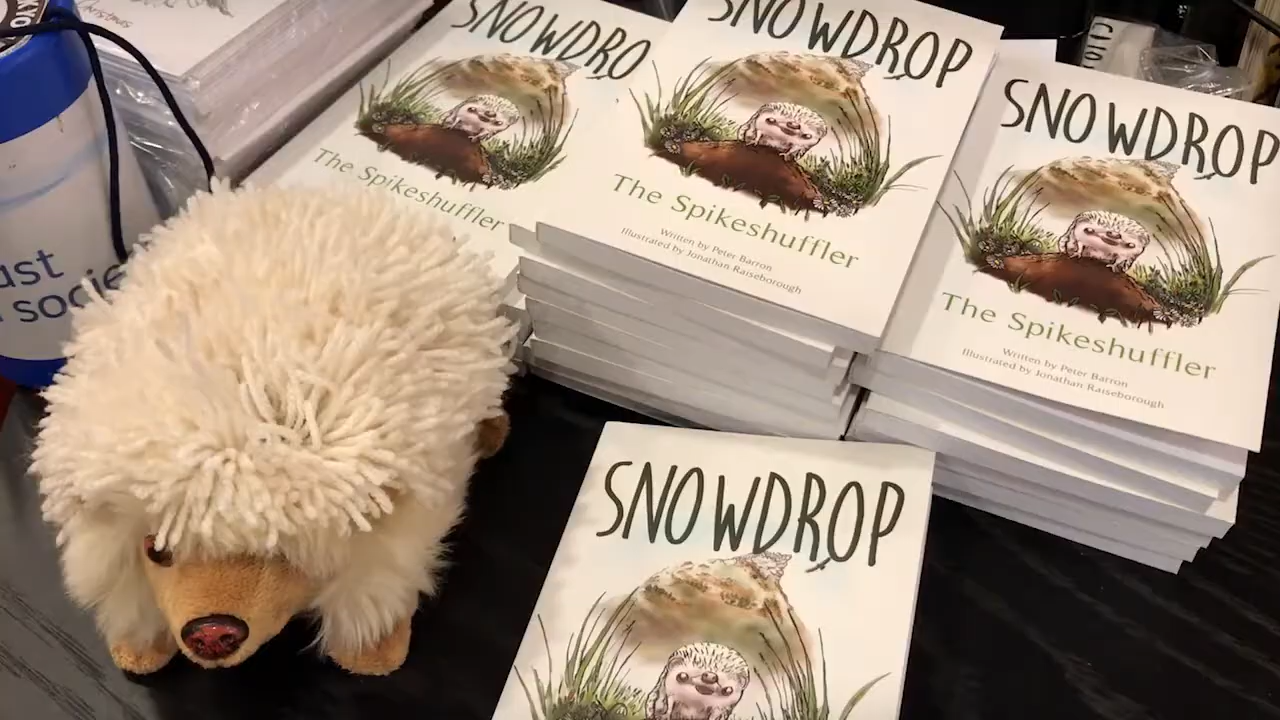 SNOWDRO
The Spikeshuffler
SNOWDROP
The Spikeshuffler
Written by Peter Barron
Illustrated by Jonathan Raiseborough
SNOWDROP
The Spikeshuffler
Written by Peter Barron
Illustrated by Jonathan Raiseborough
SNOWDROP
ust
socie